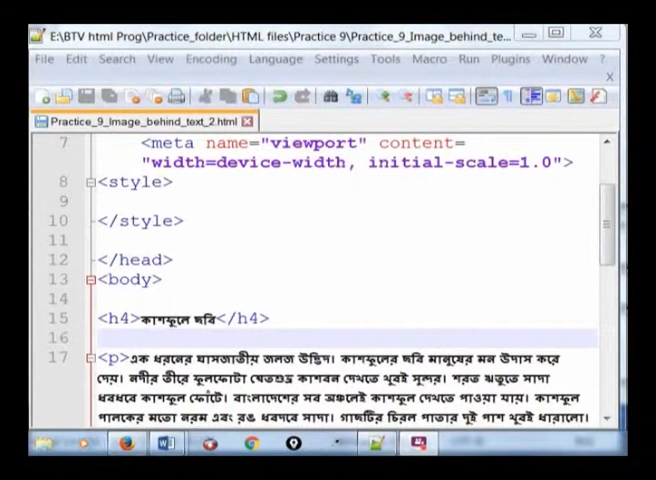 E:\BTV html Prog\Practice_folder\HTML files\Practice 9\Practice_9_Image_behind_te...
File Edit Search View Encoding Language Settings Tools Macro Run Plugins Window ?
X
Practice_9_Image_behind_text_2.html
7 <meta name="viewport" content=
"width=device-width, initial-scale=1.0">
8 <style>
9
10 </style>
11
12 </head>
13 <body>
14
15 <h4>কাশফুলে ছবি</h4>
16
17 <p>এক ধরনের ঘাসজাতীয় জলজ উদ্ভিদ। কাশফুলের ছবি মানুষের মন উদাস করে
দেয়। নদীর তীরে ফুলফোটা শ্বেতশুভ্র কাশবন দেখতে খুবই সুন্দর। শরত ঋতুতে সাদা
ধবধবে কাশফুল ফোটে। বাংলাদেশের সব অঞ্চলেই কাশফুল দেখতে পাওয়া যায়। কাশফুল
পালকের মতো নরম এবং রঙ ধবদবে সাদা। গাছটির চিরল পাতার দুই পাশ খুবই ধারালো।